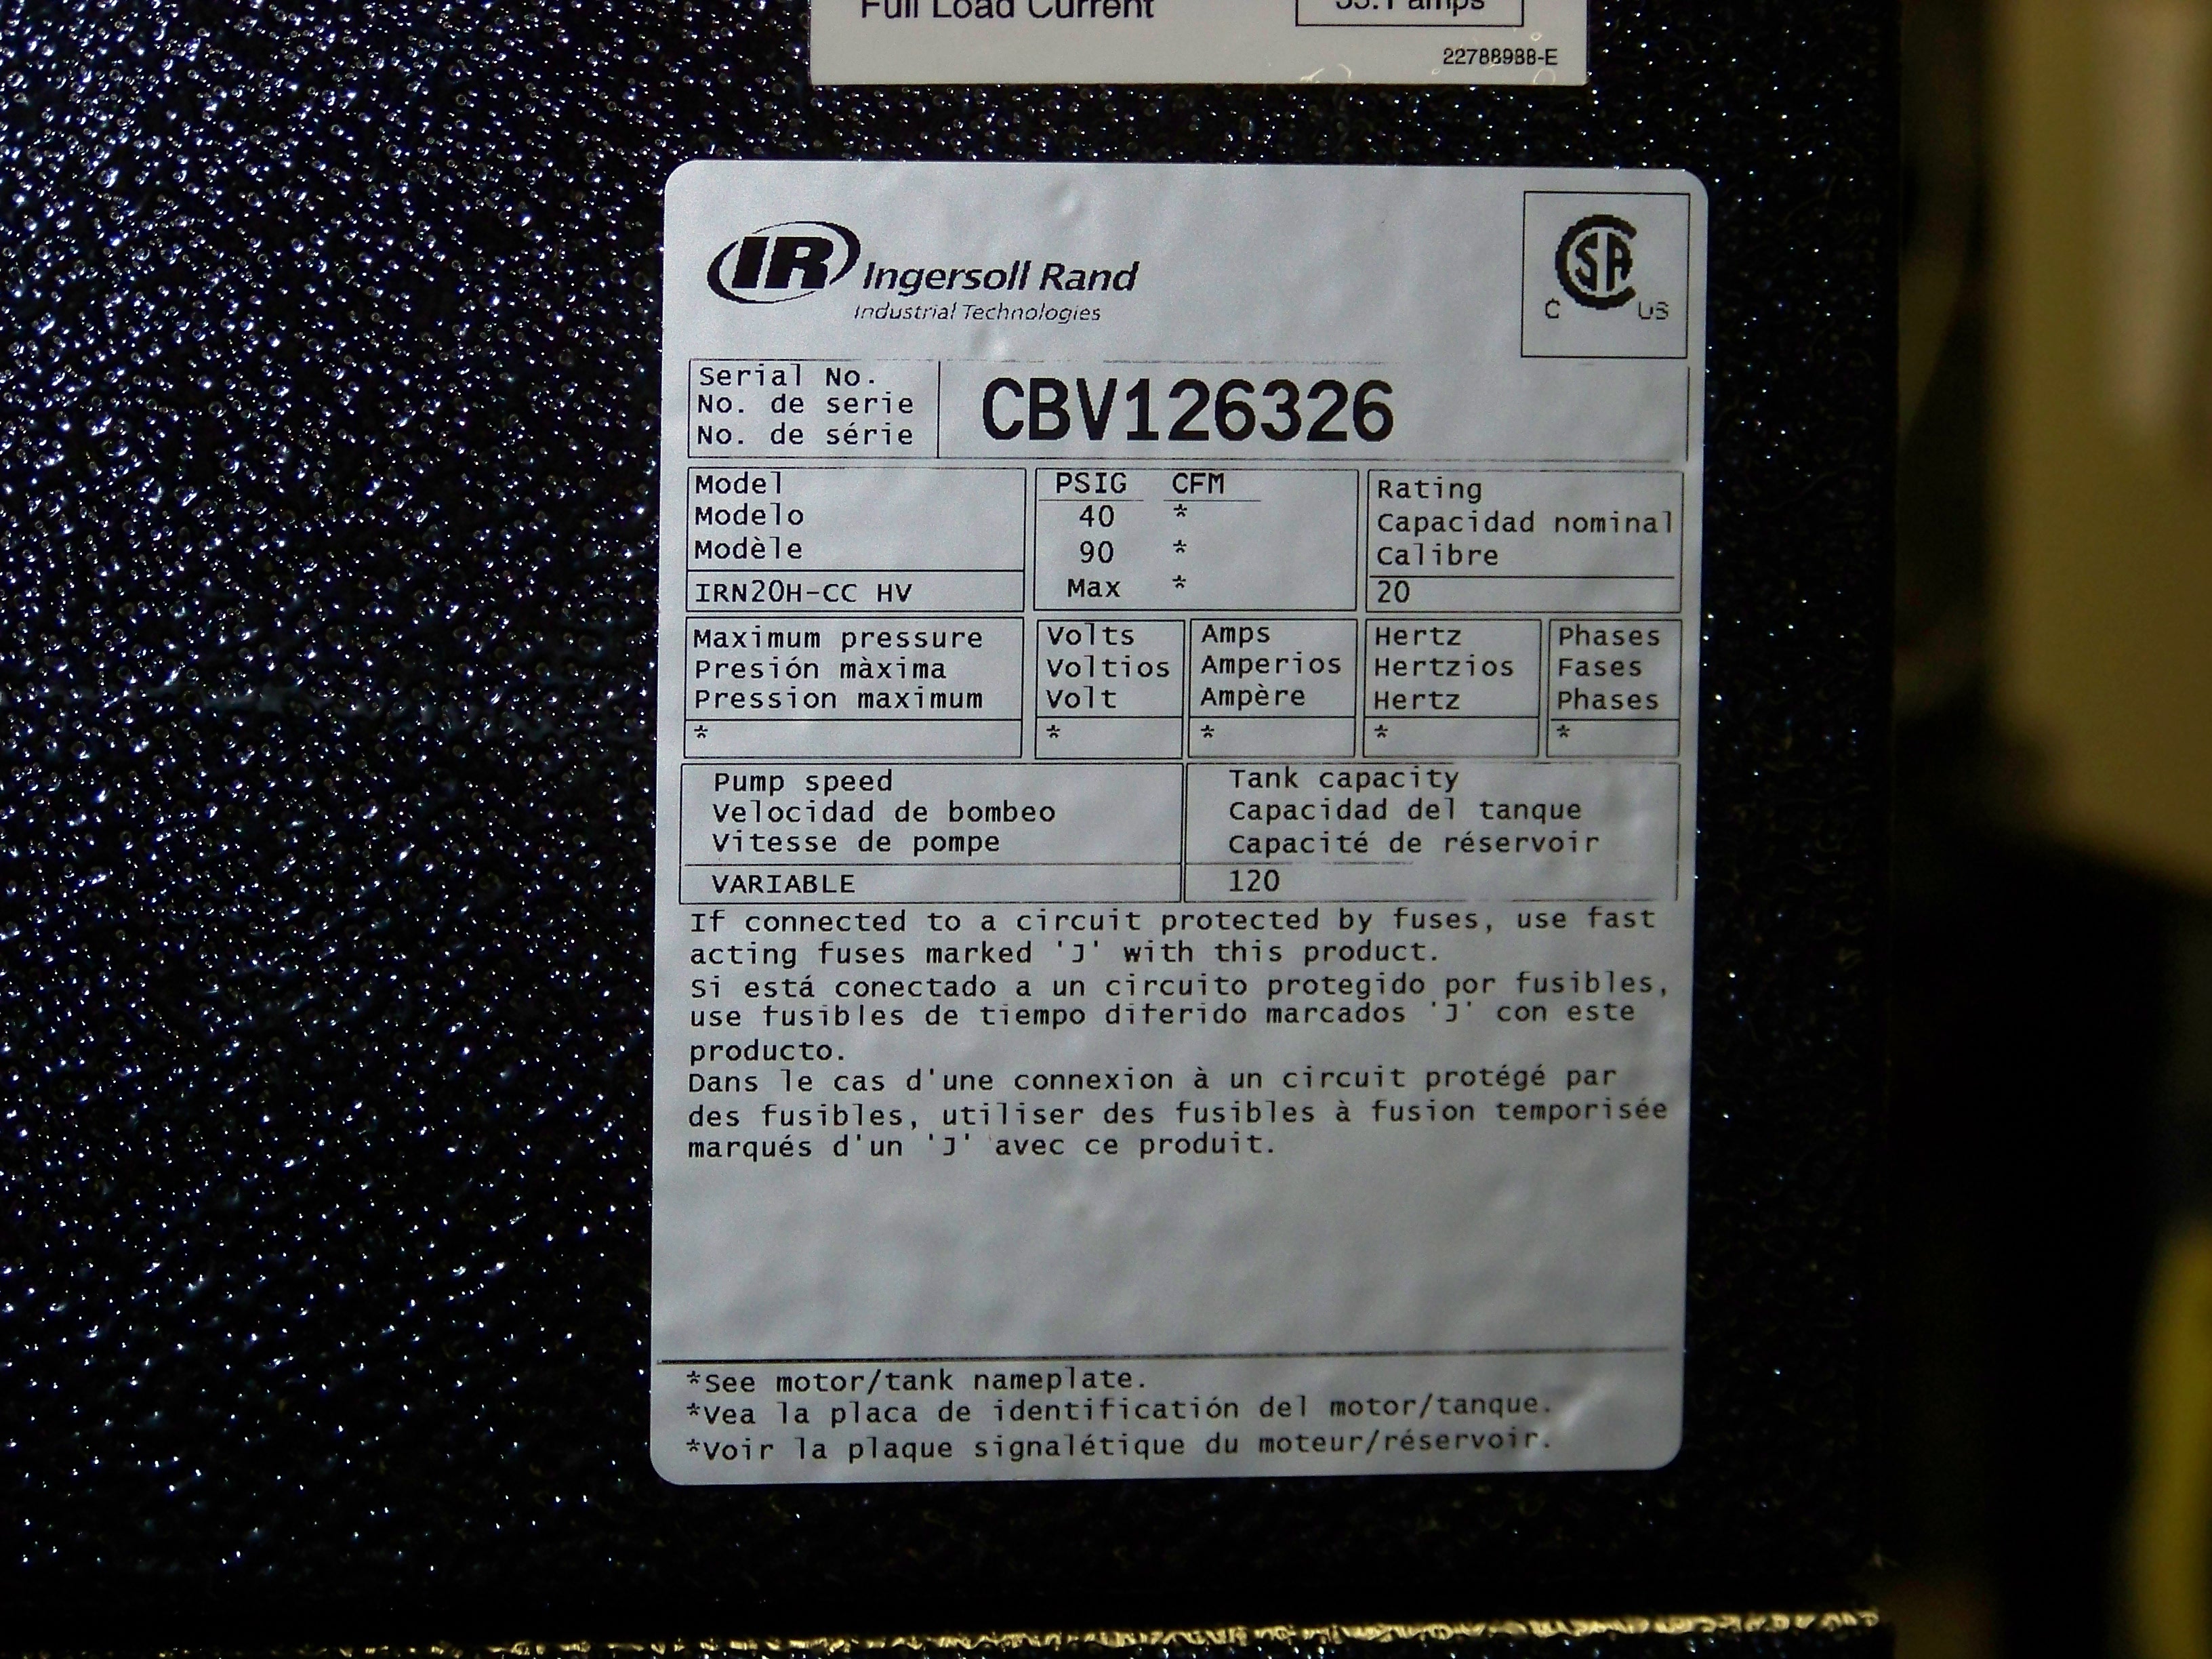 Full Load Current
22788988-E
IR Ingersoll Rand
Industrial Technologies
CSA
C US
Serial No.
No. de serie
No. de série
CBV126326
Model
Modelo
Modèle
IRN20H-CC HV
PSIG CFM
40 *
90 *
Max *
Rating
Capacidad nominal
Calibre
20
Maximum pressure
Presión màxima
Pression maximum
*
Volts
Voltios
Volt
*
Amps
Amperios
Ampère
*
Hertz
Hertzios
Hertz
*
Phases
Fases
Phases
*
Pump speed
Velocidad de bombeo
Vitesse de pompe
VARIABLE
Tank capacity
Capacidad del tanque
Capacité de réservoir
120
If connected to a circuit protected by fuses, use fast
acting fuses marked 'J' with this product.
Si está conectado a un circuito protegido por fusibles,
use fusibles de tiempo diferido marcados 'J' con este
producto.
Dans le cas d'une connexion à un circuit protégé par
des fusibles, utiliser des fusibles à fusion temporisée
marqués d'un 'J' avec ce produit.
*See motor/tank nameplate.
*Vea la placa de identificación del motor/tanque.
*Voir la plaque signalétique du moteur/réservoir.